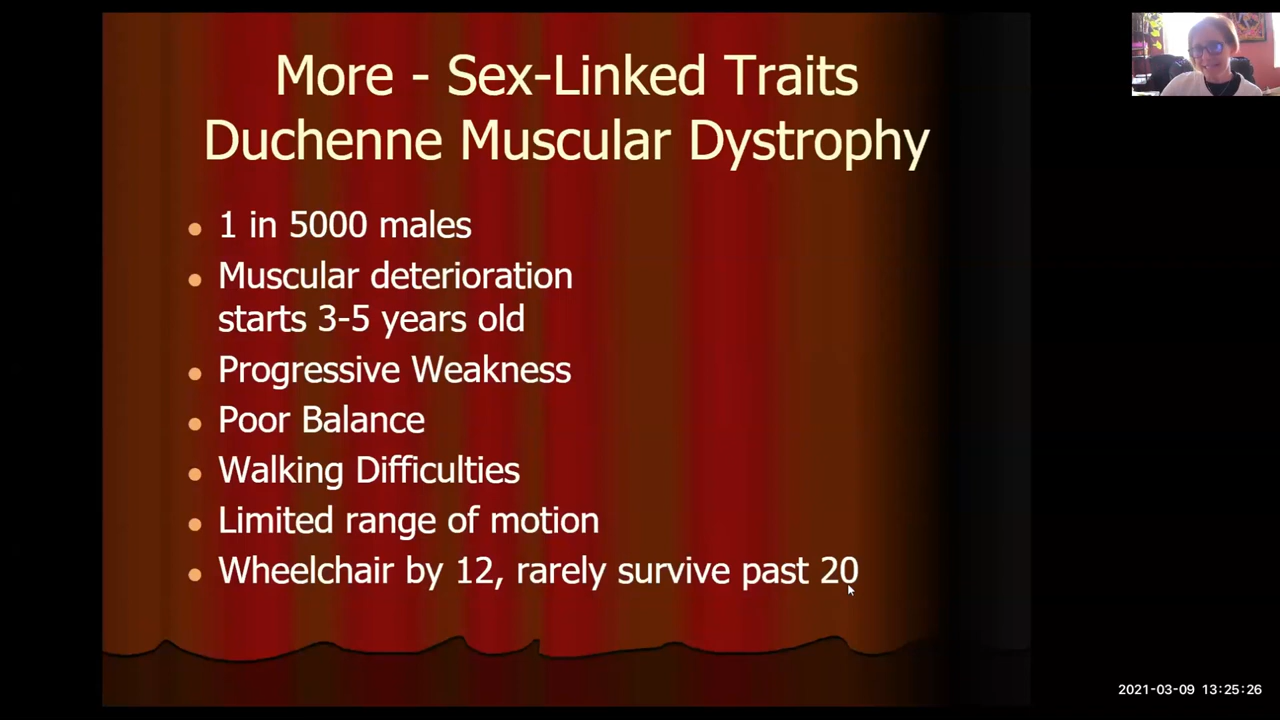 More - Sex-Linked Traits
Duchenne Muscular Dystrophy
• 1 in 5000 males
• Muscular deterioration
starts 3-5 years old
• Progressive Weakness
• Poor Balance
• Walking Difficulties
• Limited range of motion
• Wheelchair by 12, rarely survive past 20
2021-03-09 13:25:26